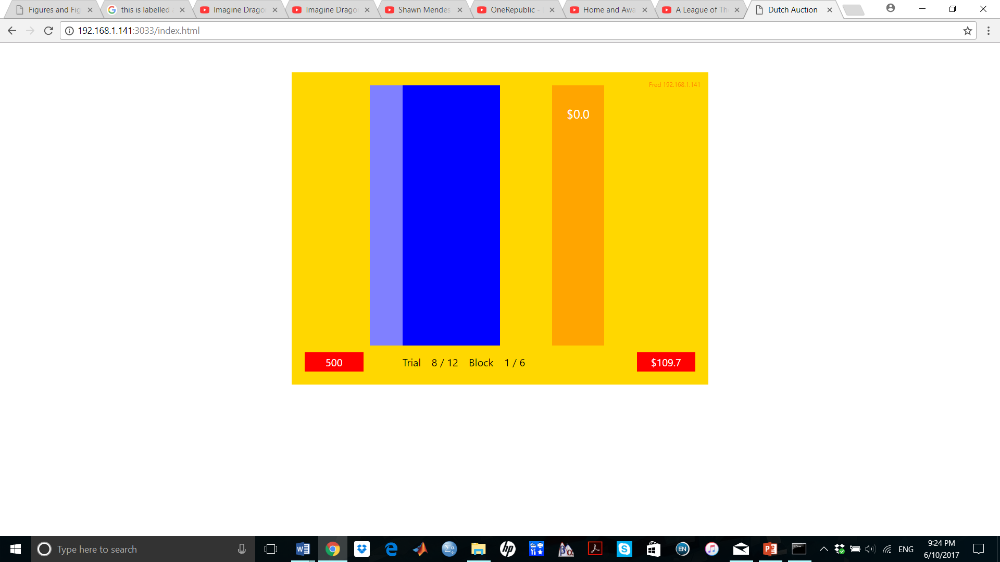 Figures and Fig
this is labelled
Imagine Drago
Imagine Drago
Shawn Mendes
OneRepublic -
Home and Awa
A League of Th
Dutch Auction
192.168.1.141:3033/index.html
Fred 192.168.1.141
$0.0
500
Trial 8 / 12 Block 1 / 6
$109.7
Type here to search
ENG
9:24 PM
6/10/2017